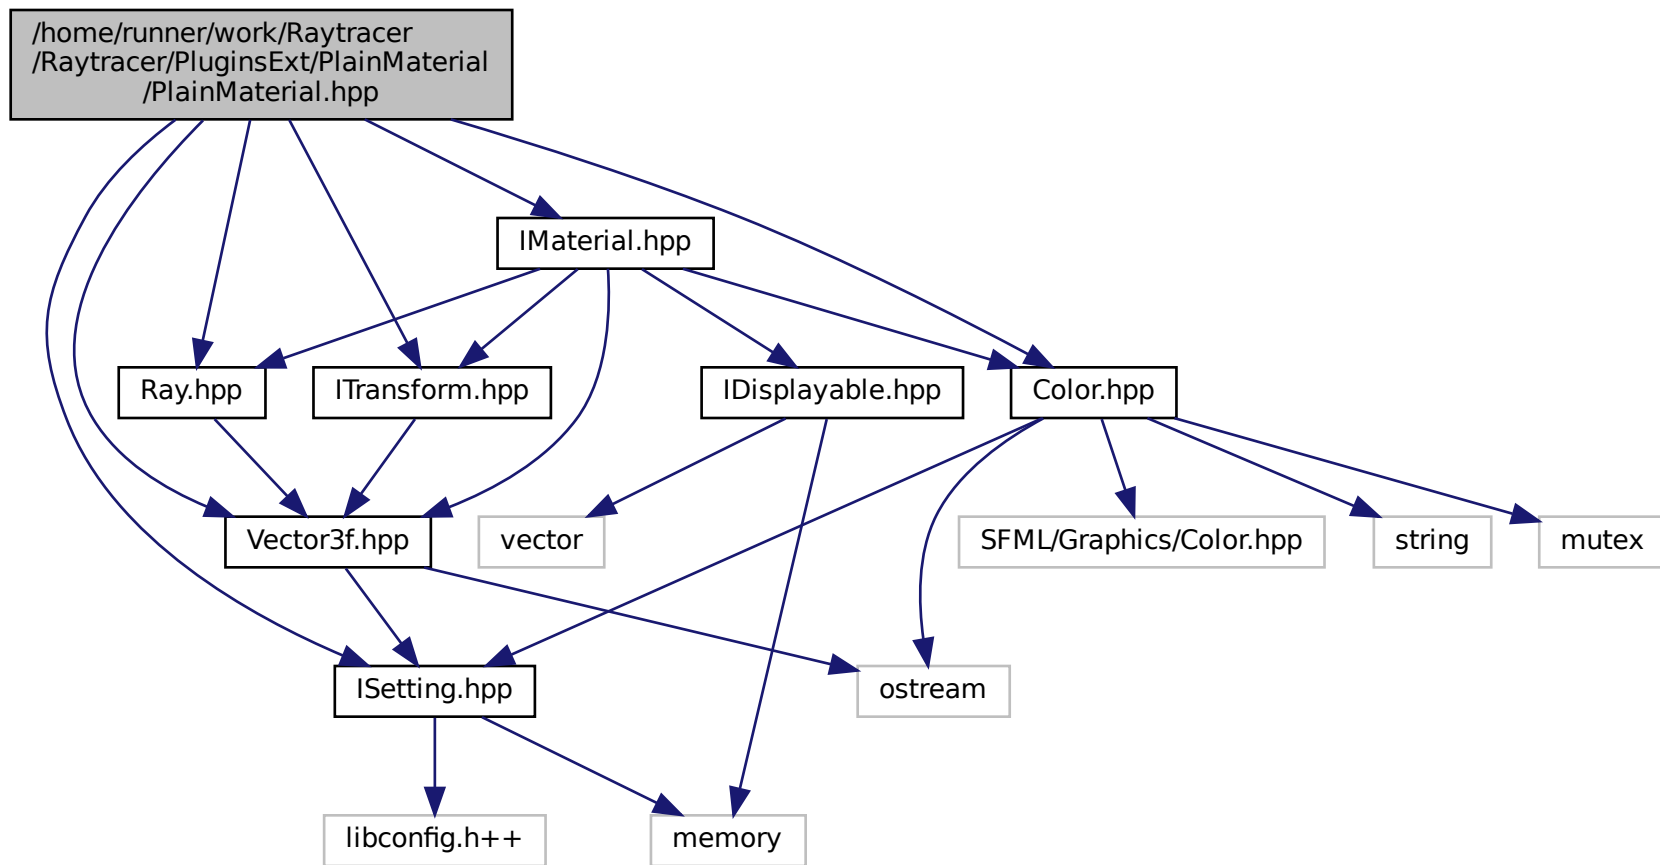 /home/runner/work/Raytracer
/Raytracer/PluginsExt/PlainMaterial
/PlainMaterial.hpp
IMaterial.hpp
Ray.hpp
ITransform.hpp
IDisplayable.hpp
Color.hpp
Vector3f.hpp
vector
SFML/Graphics/Color.hpp
string
mutex
ISetting.hpp
ostream
libconfig.h++
memory